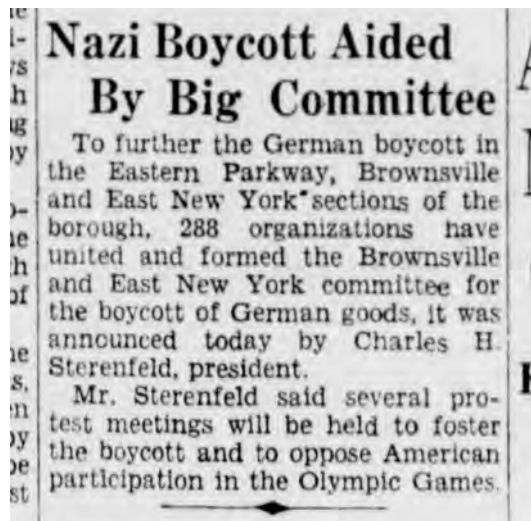 Nazi Boycott Aided
By Big Committee
To further the German boycott in
the Eastern Parkway, Brownsville
and East New York sections of the
borough, 288 organizations have
united and formed the Brownsville
and East New York committee for
the boycott of German goods, it was
announced today by Charles H.
Sterenfeld, president.
Mr. Sterenfeld said several pro-
test meetings will be held to foster
the boycott and to oppose American
participation in the Olympic Games.